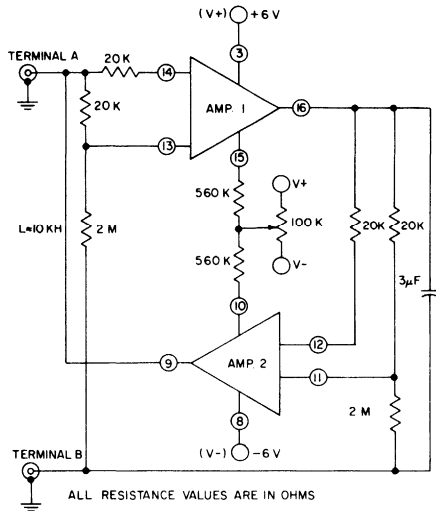 (V+) +6 V
TERMINAL A
3
20 K
14
20 K
AMP. 1
16
13
15
V+
560 K
L≈10 KH
2 M
100 K
20K
20K
560 K
V-
3µF
10
12
9
AMP. 2
11
8
2 M
(V-) -6 V
TERMINAL B
ALL RESISTANCE VALUES ARE IN OHMS